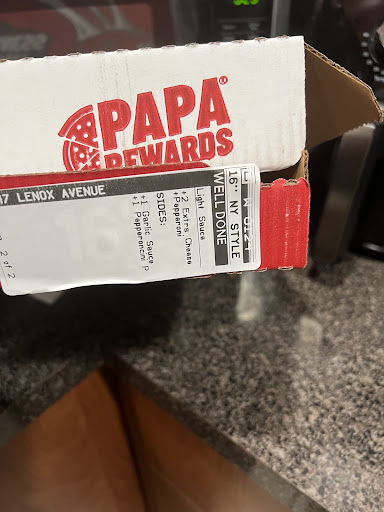 PAPA®
REWARDS
16" NY STYLE
WELL DONE
Light Sauce
+2 Extra Cheese
+Pepperoni
SIDES:
+1 Garlic Sauce
+1 Pepperoncini P
17 LENOX AVENUE
2 of 2